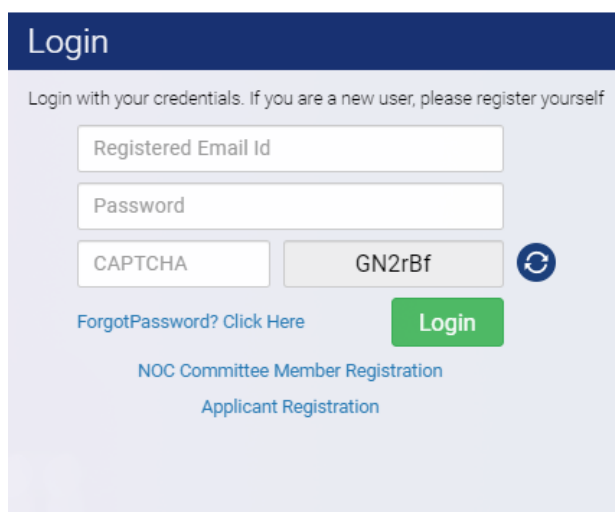 Login
Login with your credentials. If you are a new user, please register yourself
Registered Email Id
Password
CAPTCHA GN2rBf
ForgotPassword? Click Here Login
NOC Committee Member Registration
Applicant Registration